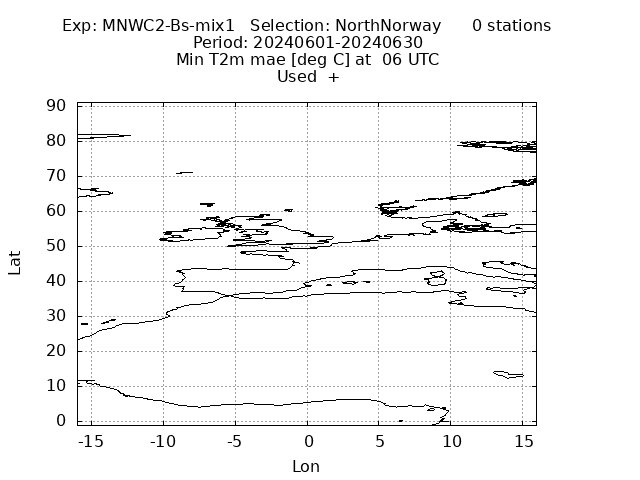 Exp: MNWC2-Bs-mix1 Selection: NorthNorway 0 stations
Period: 20240601-20240630
Min T2m mae [deg C] at 06 UTC
Used +
90
80
70
60
50
40
30
20
10
0
Lat
-15 -10 -5 0 5 10 15
Lon